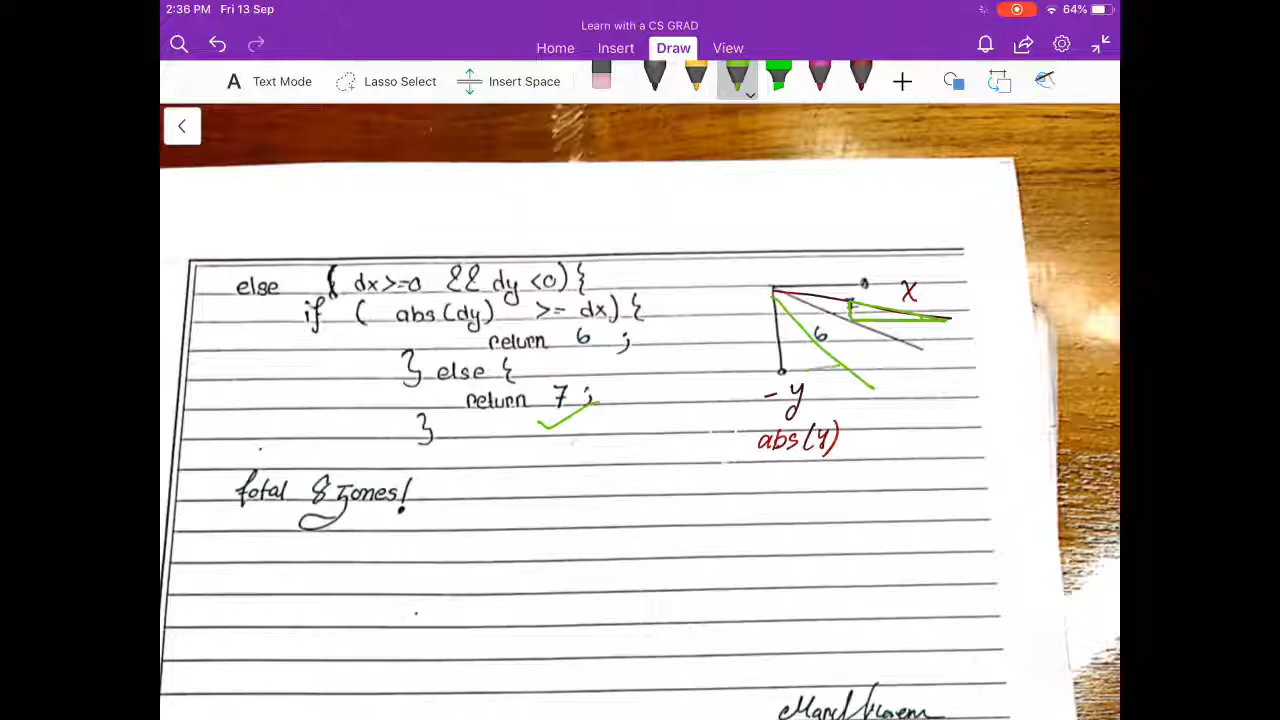 2:36 PM Fri 13 Sep
64%
Learn with a CS GRAD
Home Insert Draw View
A Text Mode Lasso Select Insert Space
else { dx>=0 && dy <0) {
if ( abs(dy) >= dx) {
return 6 ;
} else {
return 7 ;
}
x
6
- y
abs(y)
Total 8 zones!